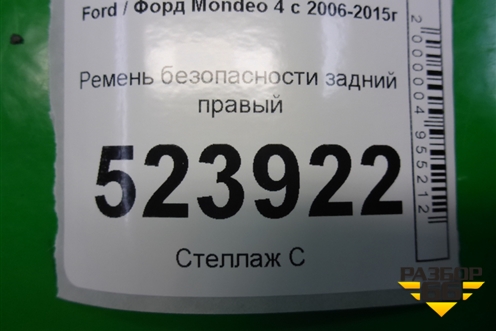 Ford / Форд Mondeo 4 с 2006-2015г
Ремень безопасности задний
правый
523922
Стеллаж С
2000004955212
РАЗБОР